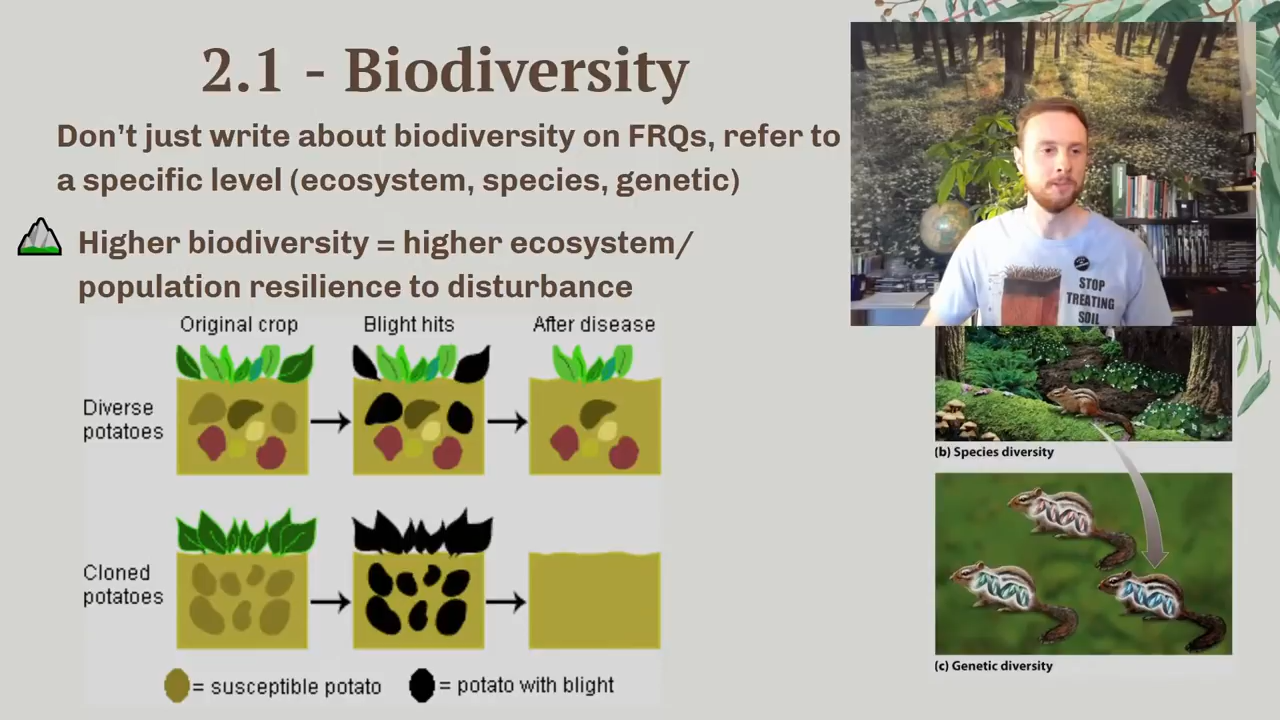 2.1 - Biodiversity
Don't just write about biodiversity on FRQs, refer to
a specific level (ecosystem, species, genetic)
Higher biodiversity = higher ecosystem/
population resilience to disturbance
Original crop
Blight hits
After disease
Diverse
potatoes
Cloned
potatoes
= susceptible potato
= potato with blight
STOP
TREATING
SOIL
(b) Species diversity
(c) Genetic diversity